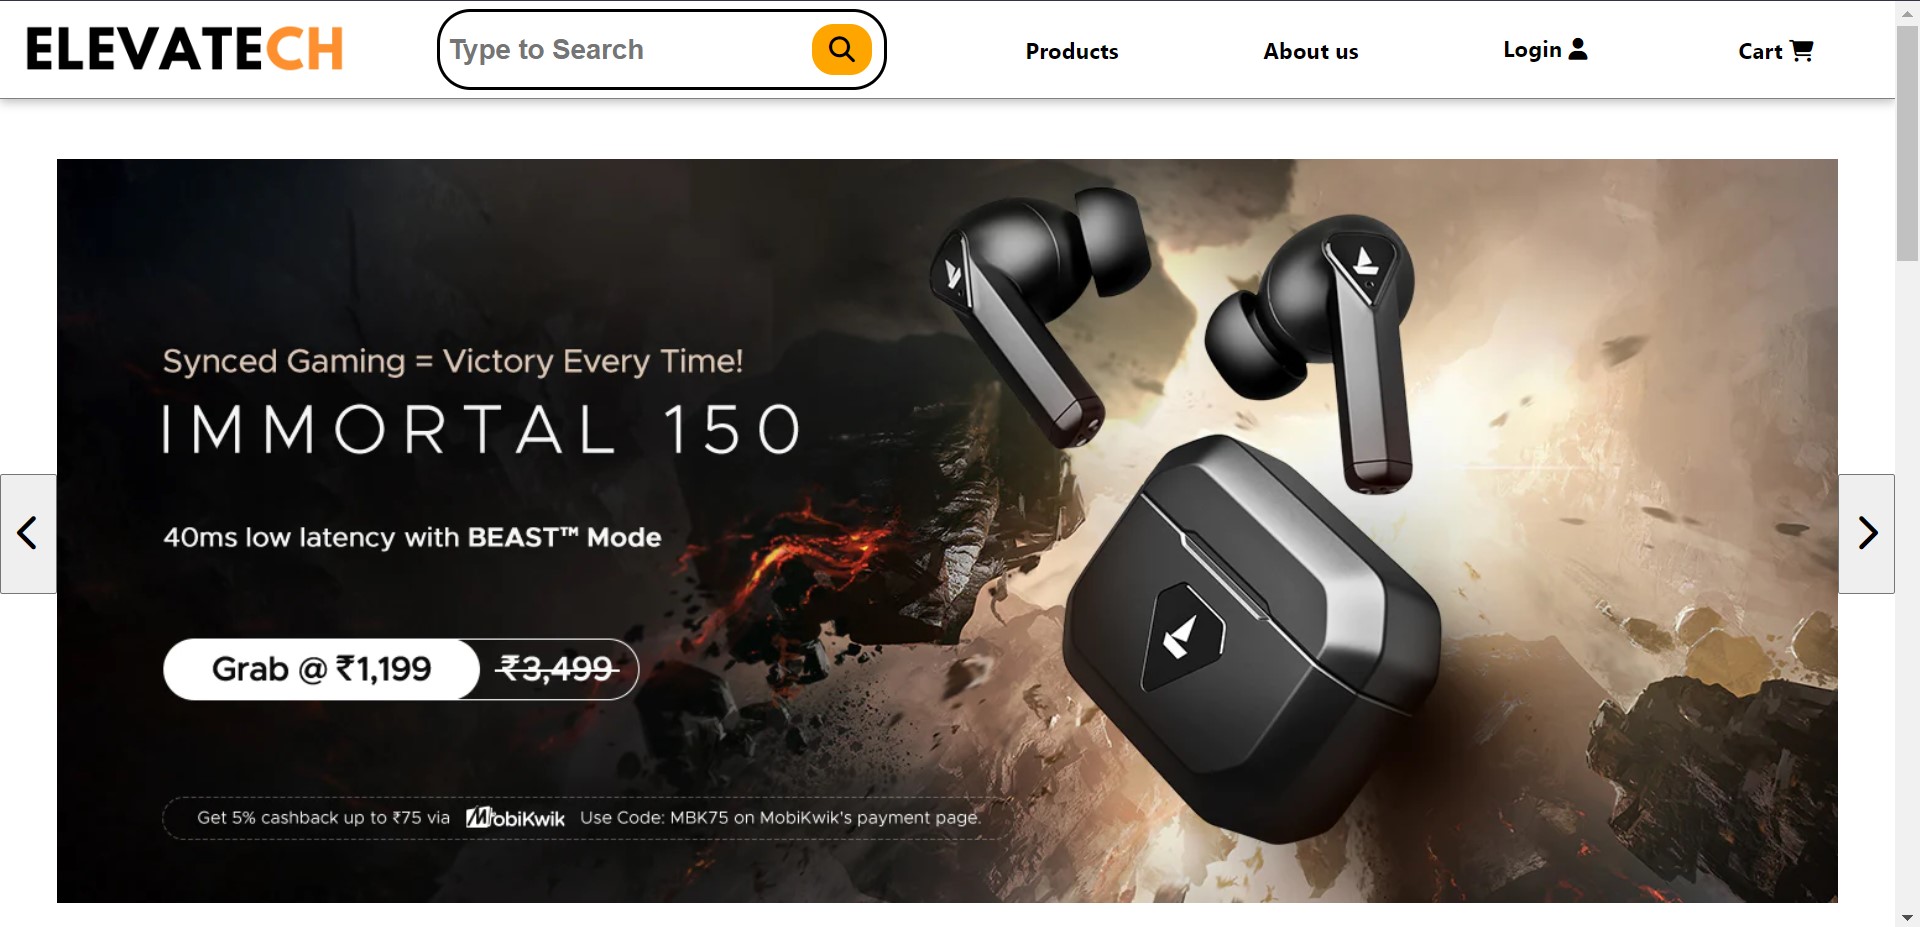 ELEVATECH
Type to Search
Products
About us
Login
Cart
Synced Gaming = Victory Every Time!
IMMORTAL 150
40ms low latency with BEAST™ Mode
Grab @ ₹1,199 ₹3,499
Get 5% cashback up to ₹75 via MobiKwik Use Code: MBK75 on MobiKwik's payment page.